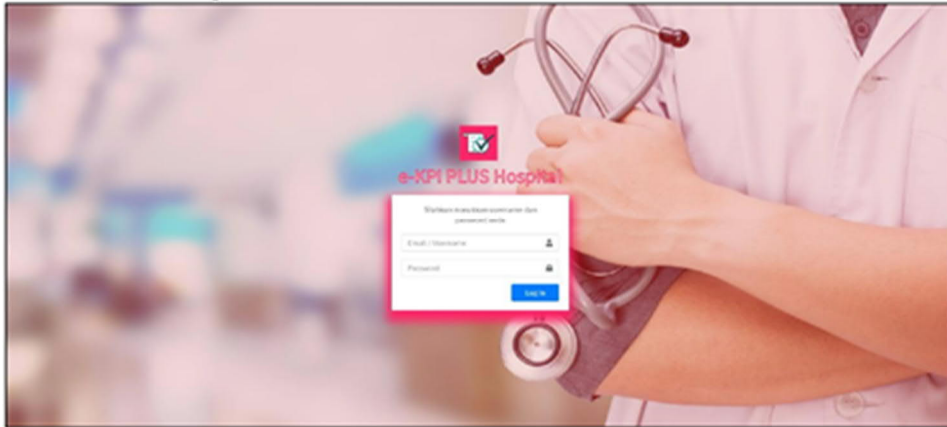 e-KPI PLUS Hospital
Silahkan masukkan username dan
password anda
Email / Username
Password
Log In